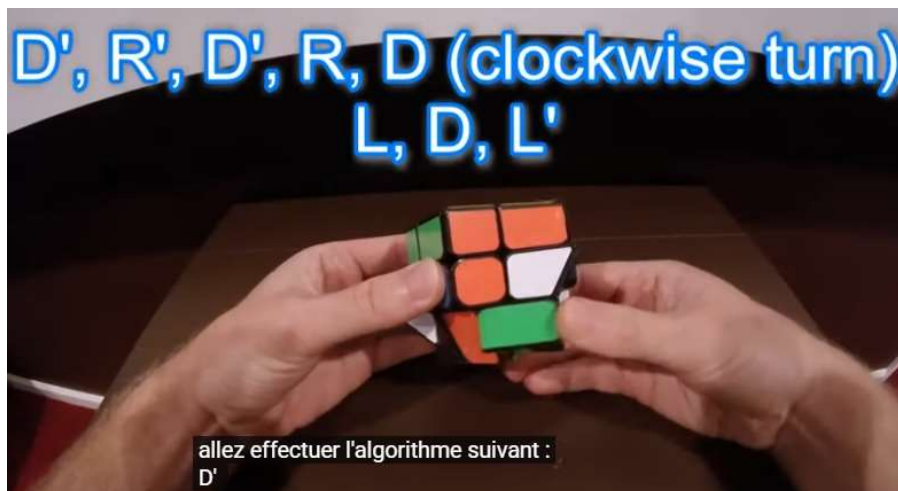 D', R', D', R, D (clockwise turn)
L, D, L'
allez effectuer l'algorithme suivant :
D'